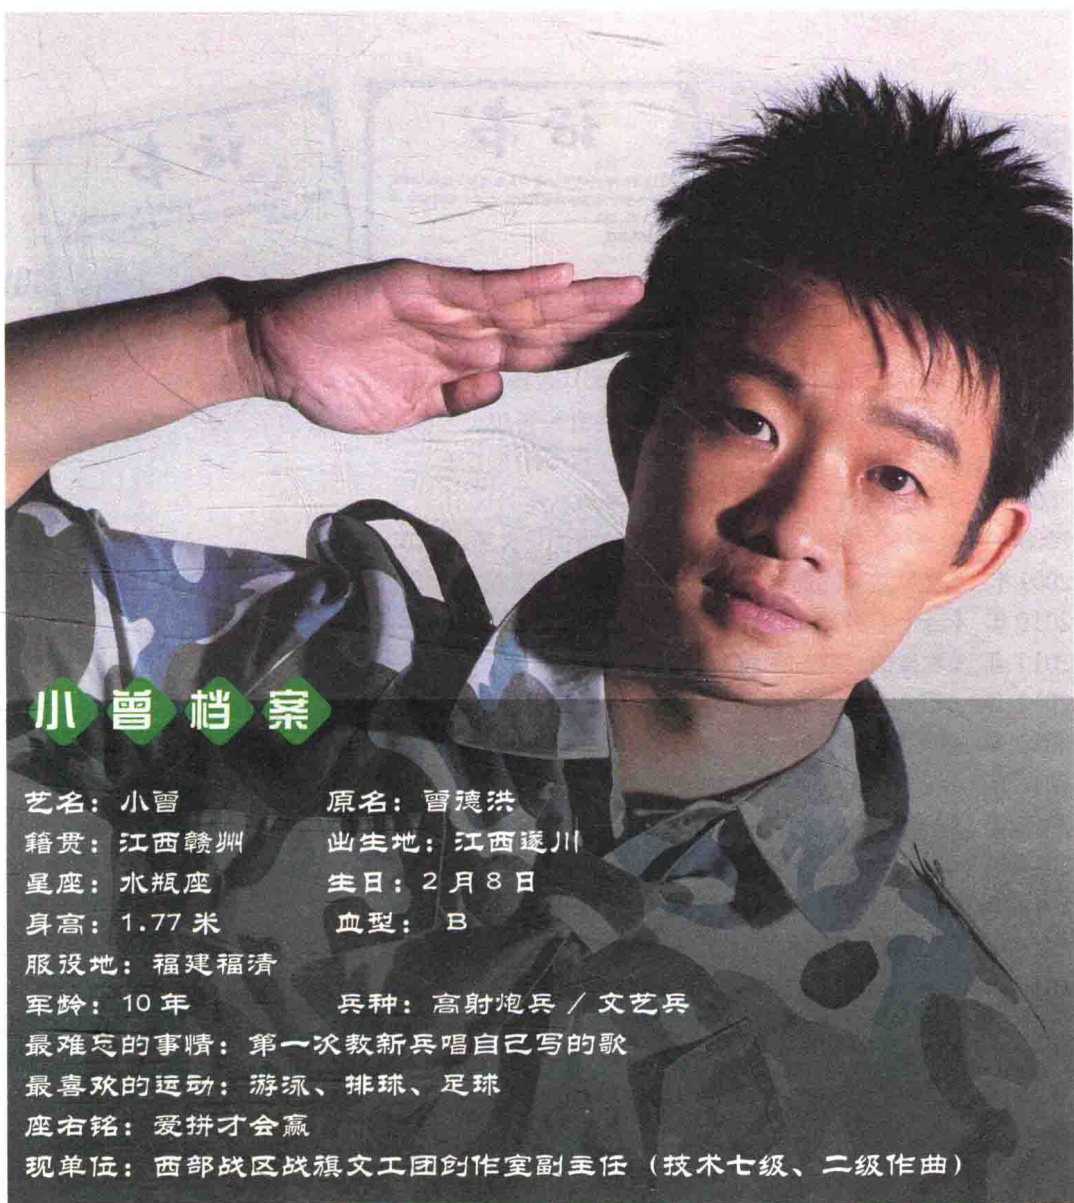 小曾档案
艺名：小曾 原名：曾德洪
籍贯：江西赣州 出生地：江西遂川
星座：水瓶座 生日：2 月 8 日
身高：1.77 米 血型： B
服役地：福建福清
军龄：10 年 兵种：高射炮兵 / 文艺兵
最难忘的事情：第一次教新兵唱自己写的歌
最喜欢的运动：游泳、排球、足球
座右铭：爱拼才会赢
现单位：西部战区战旗文工团创作室副主任（技术七级、二级作曲）